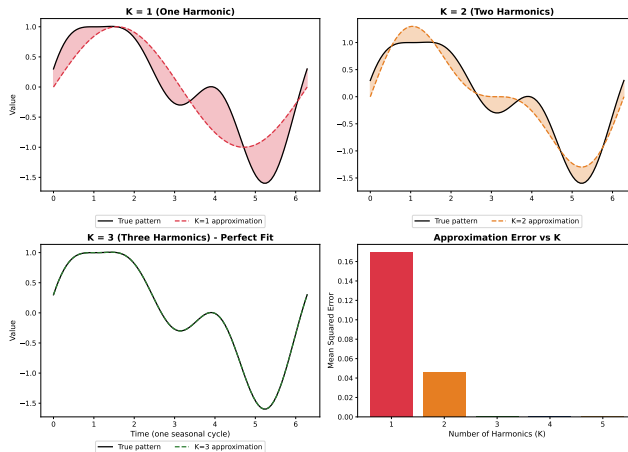 K = 1 (One Harmonic)
Value
1.0
0.5
0.0
−0.5
−1.0
−1.5
0 1 2 3 4 5 6
True pattern K=1 approximation
K = 2 (Two Harmonics)
1.0
0.5
0.0
−0.5
−1.0
−1.5
0 1 2 3 4 5 6
True pattern K=2 approximation
K = 3 (Three Harmonics) - Perfect Fit
Value
1.0
0.5
0.0
−0.5
−1.0
−1.5
0 1 2 3 4 5 6
Time (one seasonal cycle)
True pattern K=3 approximation
Approximation Error vs K
Mean Squared Error
0.16
0.14
0.12
0.10
0.08
0.06
0.04
0.02
0.00
1 2 3 4 5
Number of Harmonics (K)